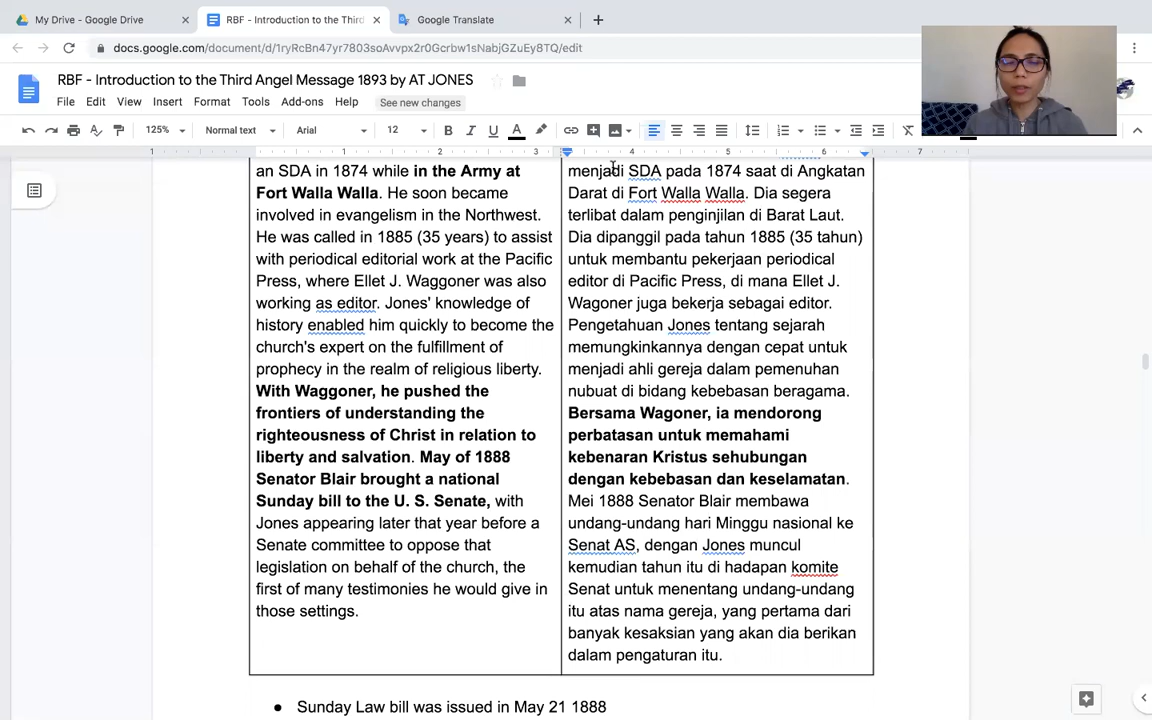 My Drive - Google Drive
RBF - Introduction to the Third
Google Translate
docs.google.com/document/d/1ryRcBn47yr7803soAvvpx2r0Gcrbw1sNabjGZuEy8TQ/edit
RBF - Introduction to the Third Angel Message 1893 by AT JONES
File Edit View Insert Format Tools Add-ons Help See new changes
125% Normal text Arial 12
1 1 2 3 4 5 6 7
an SDA in 1874 while in the Army at
Fort Walla Walla. He soon became
involved in evangelism in the Northwest.
He was called in 1885 (35 years) to assist
with periodical editorial work at the Pacific
Press, where Ellet J. Waggoner was also
working as editor. Jones' knowledge of
history enabled him quickly to become the
church's expert on the fulfillment of
prophecy in the realm of religious liberty.
With Waggoner, he pushed the
frontiers of understanding the
righteousness of Christ in relation to
liberty and salvation. May of 1888
Senator Blair brought a national
Sunday bill to the U. S. Senate, with
Jones appearing later that year before a
Senate committee to oppose that
legislation on behalf of the church, the
first of many testimonies he would give in
those settings.
menjadi SDA pada 1874 saat di Angkatan
Darat di Fort Walla Walla. Dia segera
terlibat dalam penginjilan di Barat Laut.
Dia dipanggil pada tahun 1885 (35 tahun)
untuk membantu pekerjaan periodical
editor di Pacific Press, di mana Ellet J.
Wagoner juga bekerja sebagai editor.
Pengetahuan Jones tentang sejarah
memungkinkannya dengan cepat untuk
menjadi ahli gereja dalam pemenuhan
nubuat di bidang kebebasan beragama.
Bersama Wagoner, ia mendorong
perbatasan untuk memahami
kebenaran Kristus sehubungan
dengan kebebasan dan keselamatan.
Mei 1888 Senator Blair membawa
undang-undang hari Minggu nasional ke
Senat AS, dengan Jones muncul
kemudian tahun itu di hadapan komite
Senat untuk menentang undang-undang
itu atas nama gereja, yang pertama dari
banyak kesaksian yang akan dia berikan
dalam pengaturan itu.
● Sunday Law bill was issued in May 21 1888